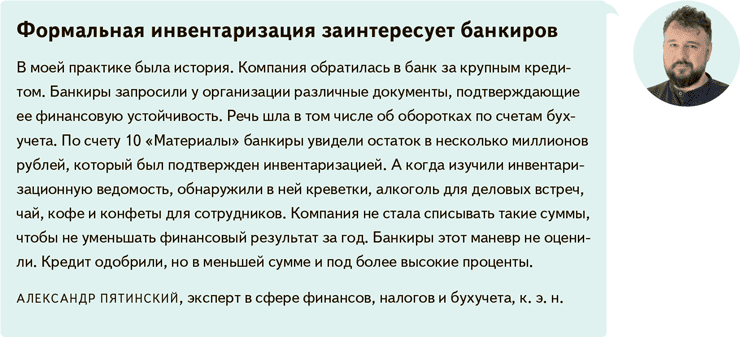 Формальная инвентаризация заинтересует банкиров
В моей практике была история. Компания обратилась в банк за крупным креди-
том. Банкиры запросили у организации различные документы, подтверждающие
ее финансовую устойчивость. Речь шла в том числе об оборотах по счетам бух-
учета. По счету 10 «Материалы» банкиры увидели остаток в несколько миллионов
рублей, который был подтвержден инвентаризацией. А когда изучили инвентари-
зационную ведомость, обнаружили в ней креветки, алкоголь для деловых встреч,
чай, кофе и конфеты для сотрудников. Компания не стала списывать такие суммы,
чтобы не уменьшать финансовый результат за год. Банкиры этот маневр не оцени-
ли. Кредит одобрили, но в меньшей сумме и под более высокие проценты.
АЛЕКСАНДР ПЯТИНСКИЙ, эксперт в сфере финансов, налогов и бухучета, к. э. н.